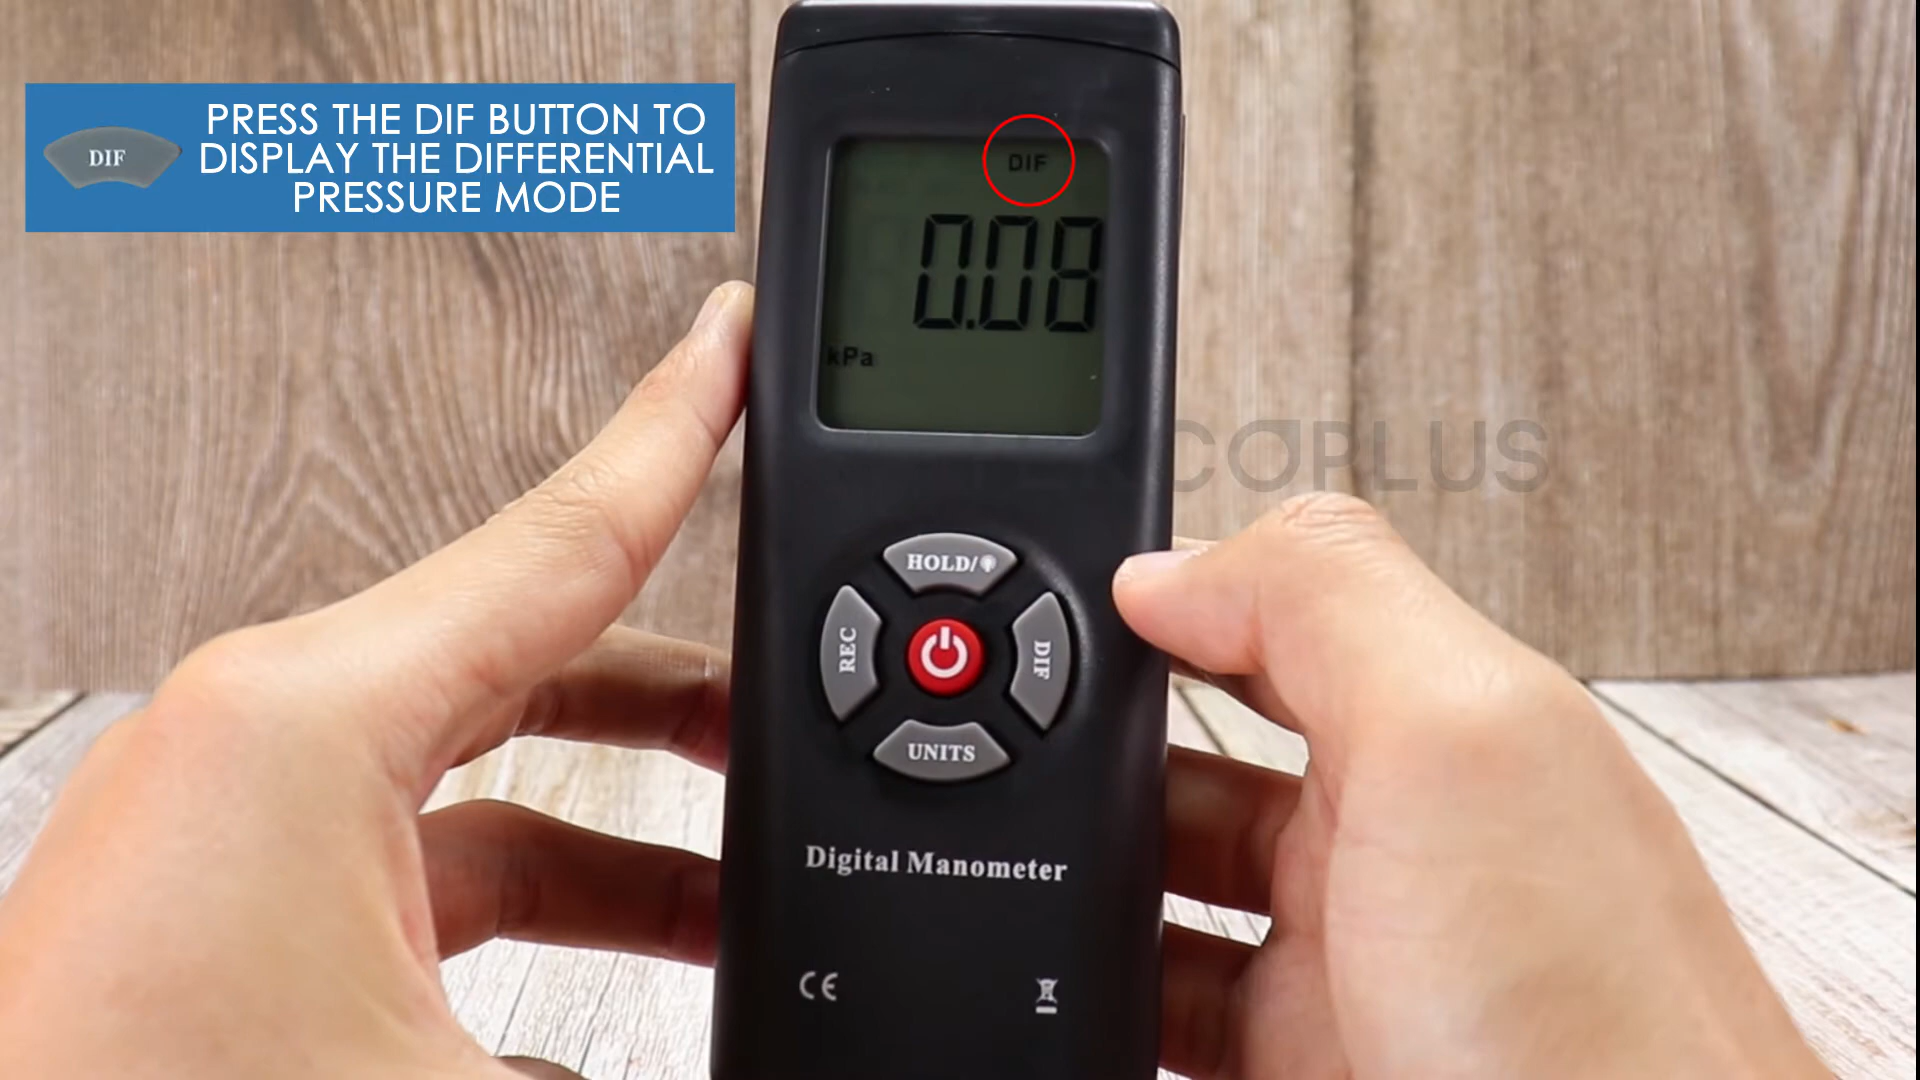 DIF
PRESS THE DIF BUTTON TO
DISPLAY THE DIFFERENTIAL
PRESSURE MODE
DIF
0.08
kPa
HOLD/
REC
DIF
UNITS
Digital Manometer
CE